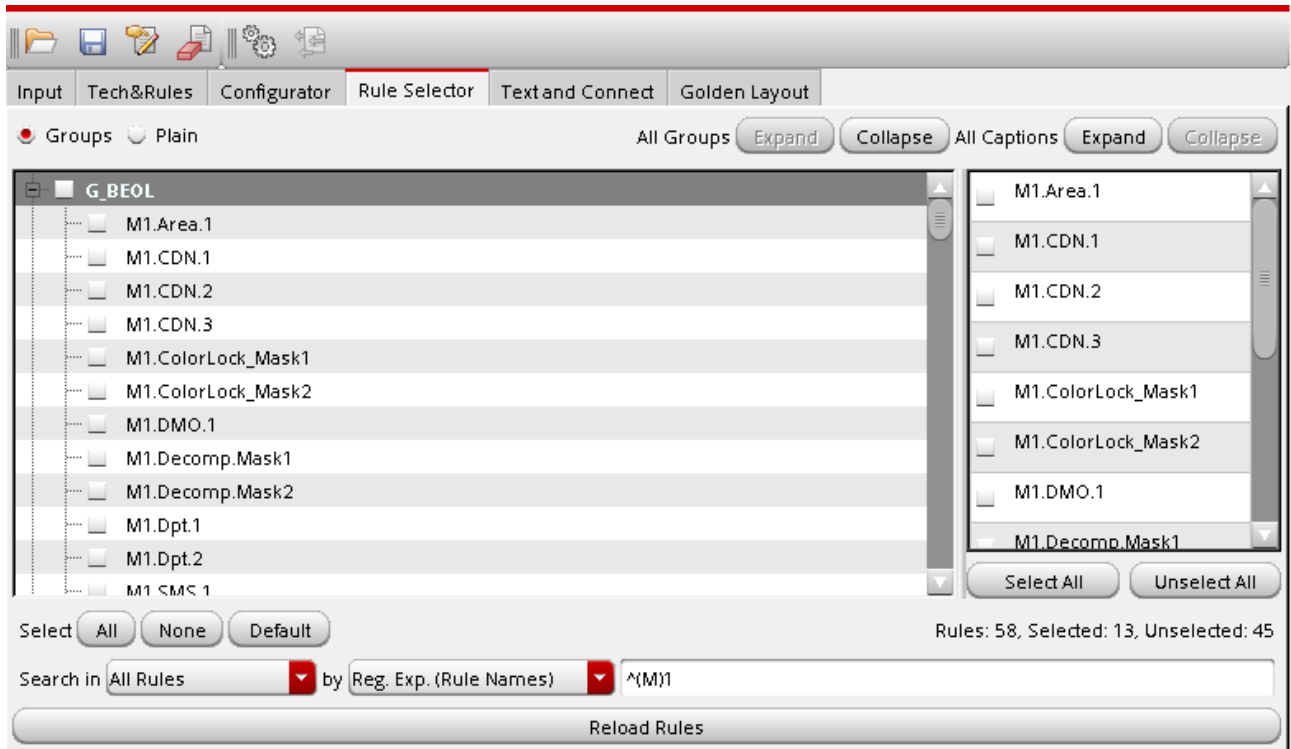 Input Tech&Rules Configurator Rule Selector Text and Connect Golden Layout
Groups Plain All Groups Expand Collapse All Captions Expand Collapse
G_BEOL
M1.Area.1
M1.CDN.1
M1.CDN.2
M1.CDN.3
M1.ColorLock_Mask1
M1.ColorLock_Mask2
M1.DMO.1
M1.Decomp.Mask1
M1.Decomp.Mask2
M1.Dpt.1
M1.Dpt.2
M1.SMS.1
M1.Area.1
M1.CDN.1
M1.CDN.2
M1.CDN.3
M1.ColorLock_Mask1
M1.ColorLock_Mask2
M1.DMO.1
M1.Decomp.Mask1
Select All Unselect All
Select All None Default Rules: 58, Selected: 13, Unselected: 45
Search in All Rules by Reg. Exp. (Rule Names) ^(M)1
Reload Rules